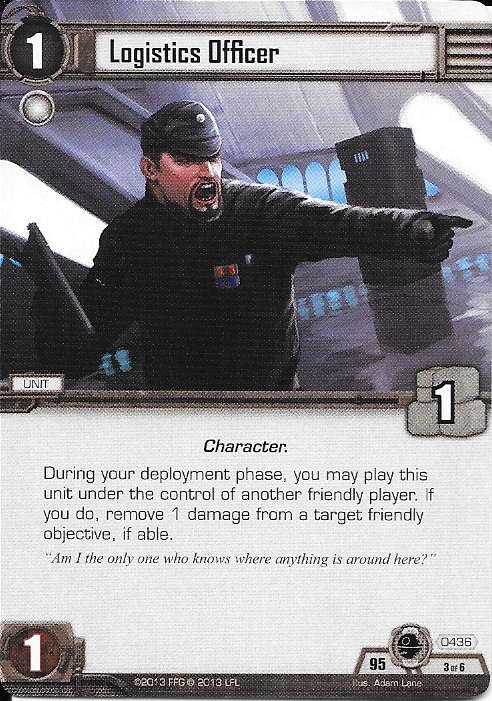 1
Logistics Officer
UNIT
1
Character.
During your deployment phase, you may play this
unit under the control of another friendly player. If
you do, remove 1 damage from a target friendly
objective, if able.
“Am I the only one who knows where anything is around here?”
1
©2013 FFG © 2013 LFL
Illus. Adam Lane
95
0436
3 OF 6